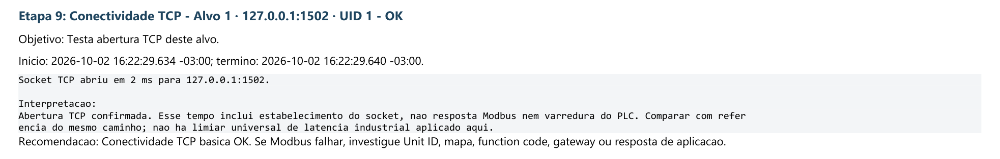 Etapa 9: Conectividade TCP - Alvo 1 · 127.0.0.1:1502 · UID 1 - OK
Objetivo: Testa abertura TCP deste alvo.
Inicio: 2026-10-02 16:22:29.634 -03:00; termino: 2026-10-02 16:22:29.640 -03:00.
Socket TCP abriu em 2 ms para 127.0.0.1:1502.
Interpretacao:
Abertura TCP confirmada. Esse tempo inclui estabelecimento do socket, nao resposta Modbus nem varredura do PLC. Comparar com refer
encia do mesmo caminho; nao ha limiar universal de latencia industrial aplicado aqui.
Recomendacao: Conectividade TCP basica OK. Se Modbus falhar, investigue Unit ID, mapa, function code, gateway ou resposta de aplicacao.